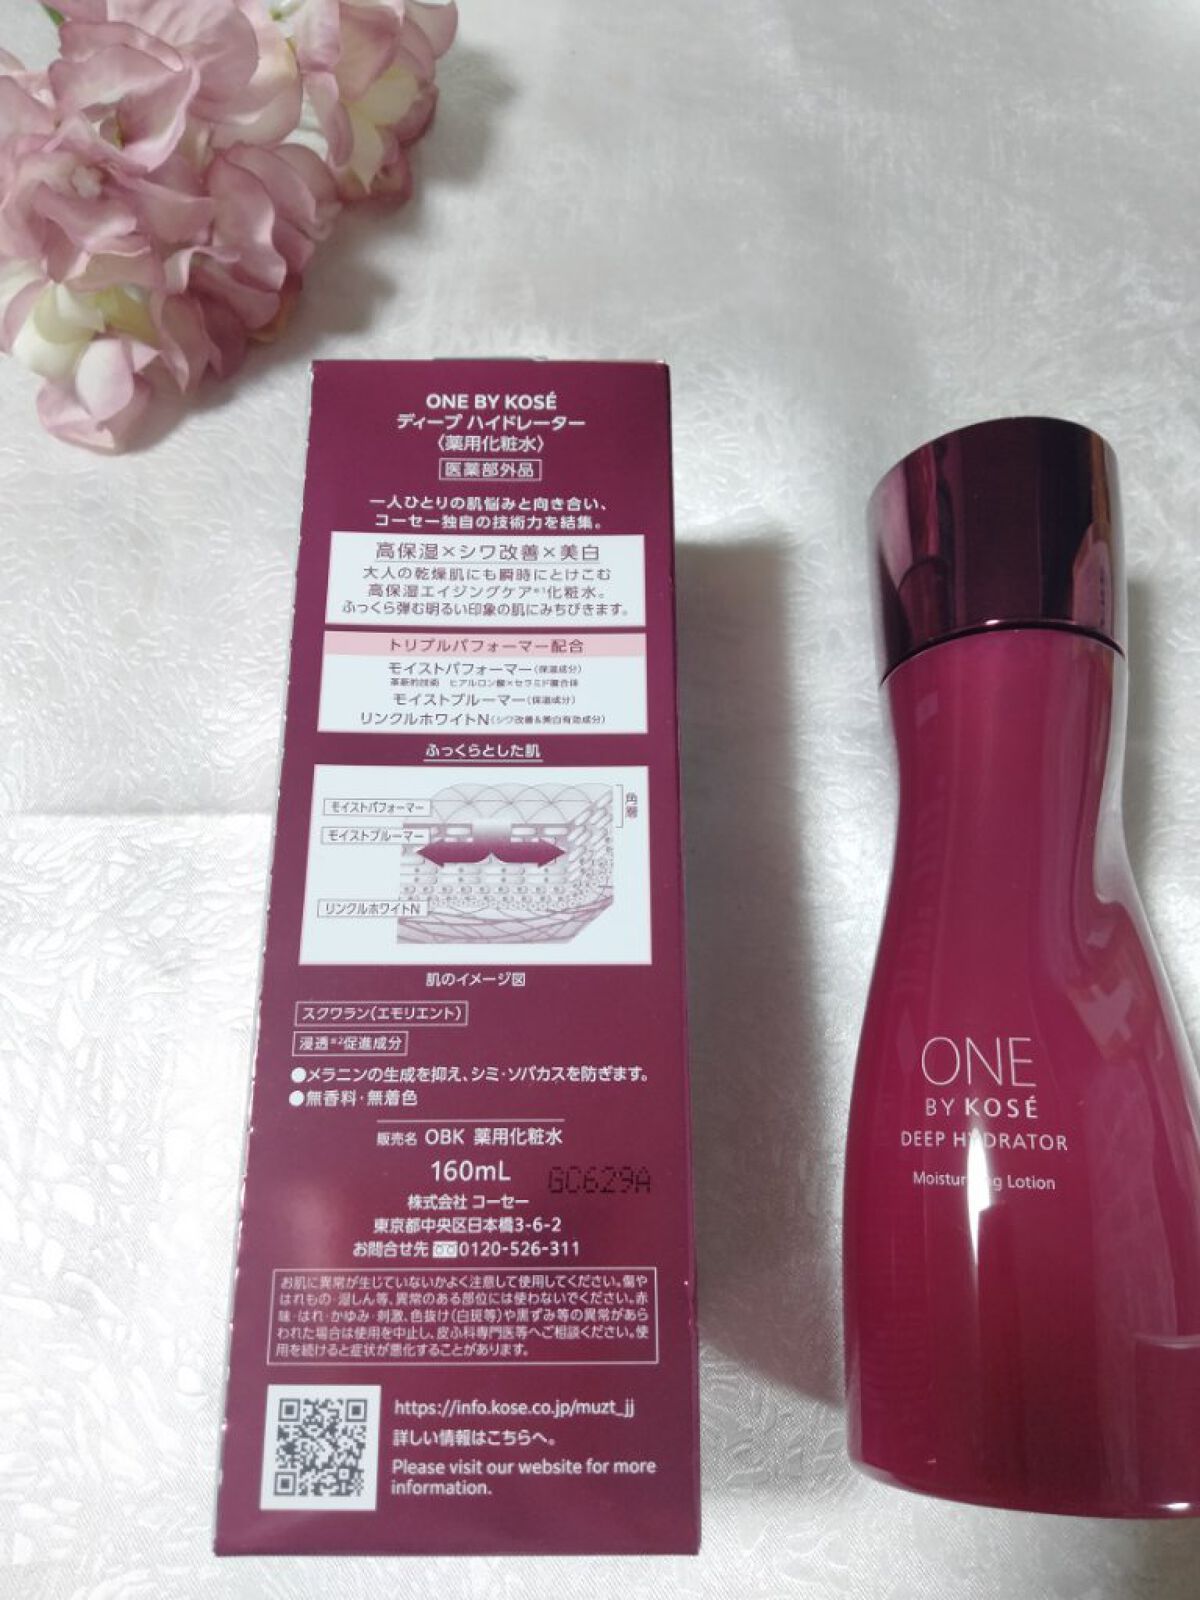 ONE BY KOSÉ
ディープ ハイドレーター
〈薬用化粧水〉
医薬部外品
一人ひとりの肌悩みと向き合い、
コーセー独自の技術力を結集。
高保湿×シワ改善×美白
大人の乾燥肌にも瞬時にとけこむ
高保湿エイジングケア※1化粧水。
ふっくら弾む明るい印象の肌にみちびきます。
トリプルパフォーマー配合
モイストパフォーマー(保湿成分)
革新的技術 ヒアルロン酸×セラミド複合体
モイストブルーマー(保湿成分)
リンクルホワイトN(シワ改善&美白有効成分)
ふっくらとした肌
モイストパフォーマー
角層
モイストブルーマー
リンクルホワイトN
肌のイメージ図
スクワラン(エモリエント)
浸透※2促進成分
●メラニンの生成を抑え、シミ・ソバカスを防ぎます。
●無香料・無着色
販売名 OBK 薬用化粧水
160mL
GC629A
株式会社 コーセー
東京都中央区日本橋3-6-2
お問合せ先 0120-526-311
お肌に異常が生じていないかよく注意して使用してください。傷や
はれもの・湿しん等、異常のある部位には使わないでください。赤
味・はれ・かゆみ・刺激、色抜け(白斑等)や黒ずみ等の異常があら
われた場合は使用を中止し、皮ふ科専門医等へご相談ください。使
用を続けると症状が悪化することがあります。
https://info.kose.co.jp/muzt_jj
詳しい情報はこちらへ。
Please visit our website for more
information.
ONE
BY KOSÉ
DEEP HYDRATOR
Moisturizing Lotion